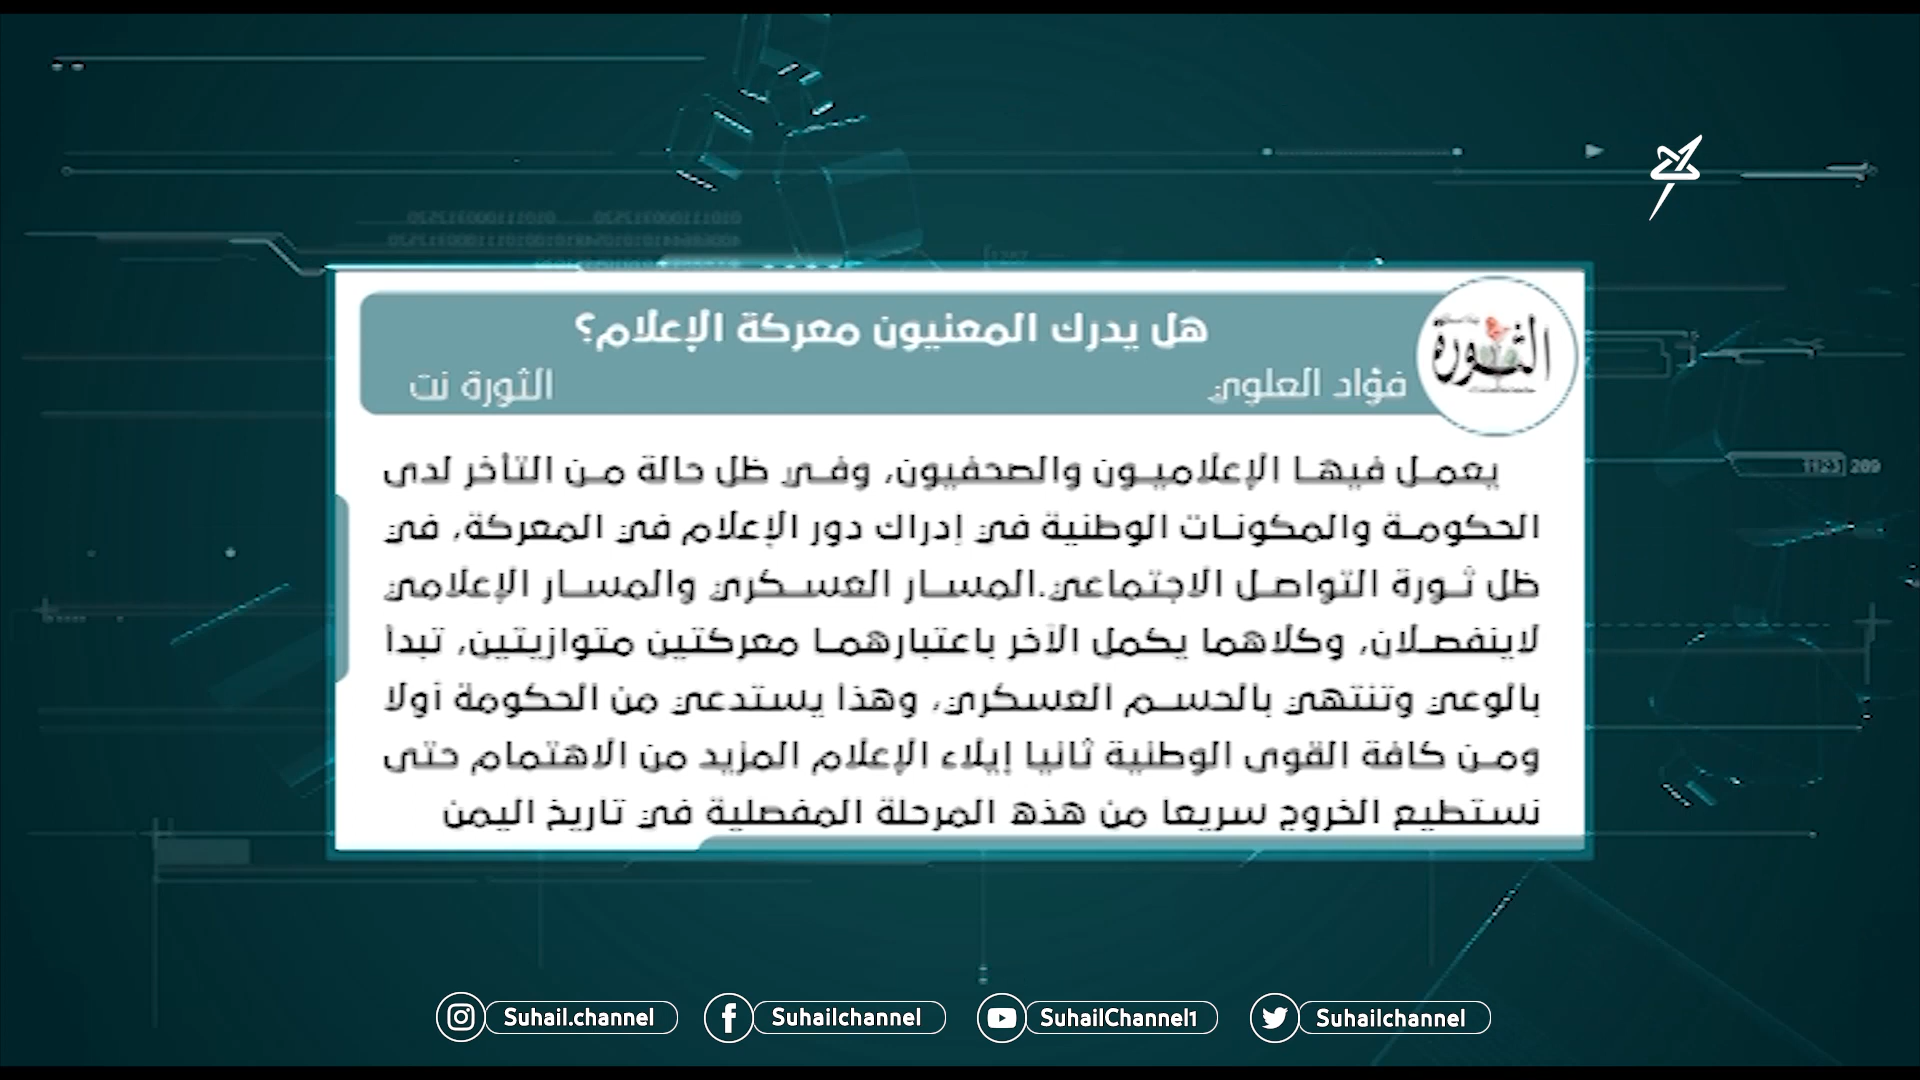 الثورة
هل يدرك المعنيون معركة الإعلام؟
فؤاد العلوي
الثورة نت
يعمل فيها الإعلاميون والصحفيون، وفي ظل حالة من التأخر لدى
الحكومة والمكونات الوطنية في إدراك دور الإعلام في المعركة، في
ظل ثورة التواصل الاجتماعي.المسار العسكري والمسار الإعلامي
لاينفصلان، وكلاهما يكمل الآخر باعتبارهما معركتين متوازيتين، تبدأ
بالوعي وتنتهي بالحسم العسكري، وهذا يستدعي من الحكومة أولا
ومن كافة القوى الوطنية ثانيا إيلاء الإعلام المزيد من الاهتمام حتى
نستطيع الخروج سريعا من هذه المرحلة المفصلية في تاريخ اليمن
1123 209
Suhail.channel
Suhailchannel
SuhailChannel1
Suhailchannel